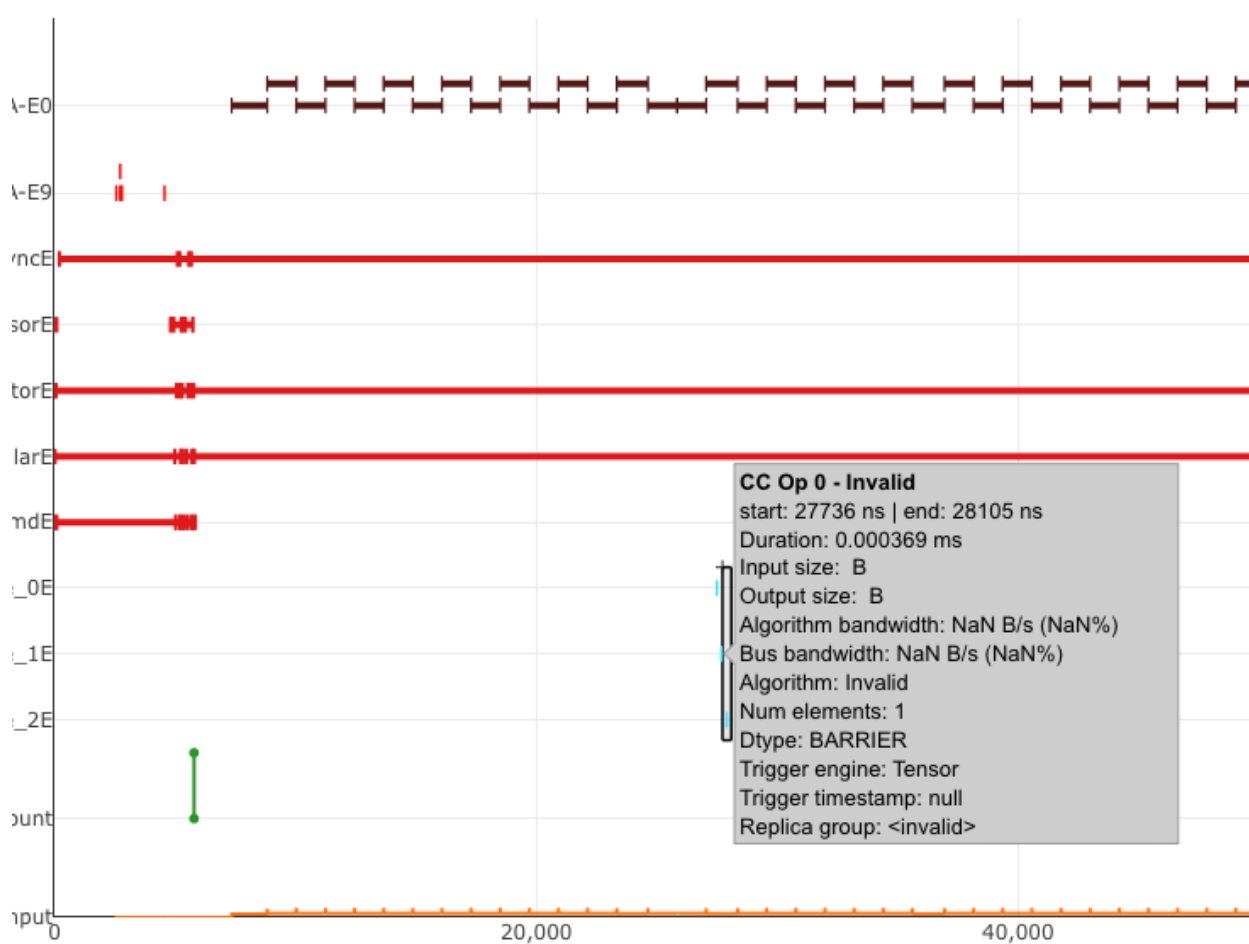 A-E0
A-E9
yncE
sorE
torE
larE
mdE
_0E
_1E
_2E
ount
nput
CC Op 0 - Invalid
start: 27736 ns | end: 28105 ns
Duration: 0.000369 ms
Input size:  B
Output size:  B
Algorithm bandwidth: NaN B/s (NaN%)
Bus bandwidth: NaN B/s (NaN%)
Algorithm: Invalid
Num elements: 1
Dtype: BARRIER
Trigger engine: Tensor
Trigger timestamp: null
Replica group: <invalid>
0
20,000
40,000